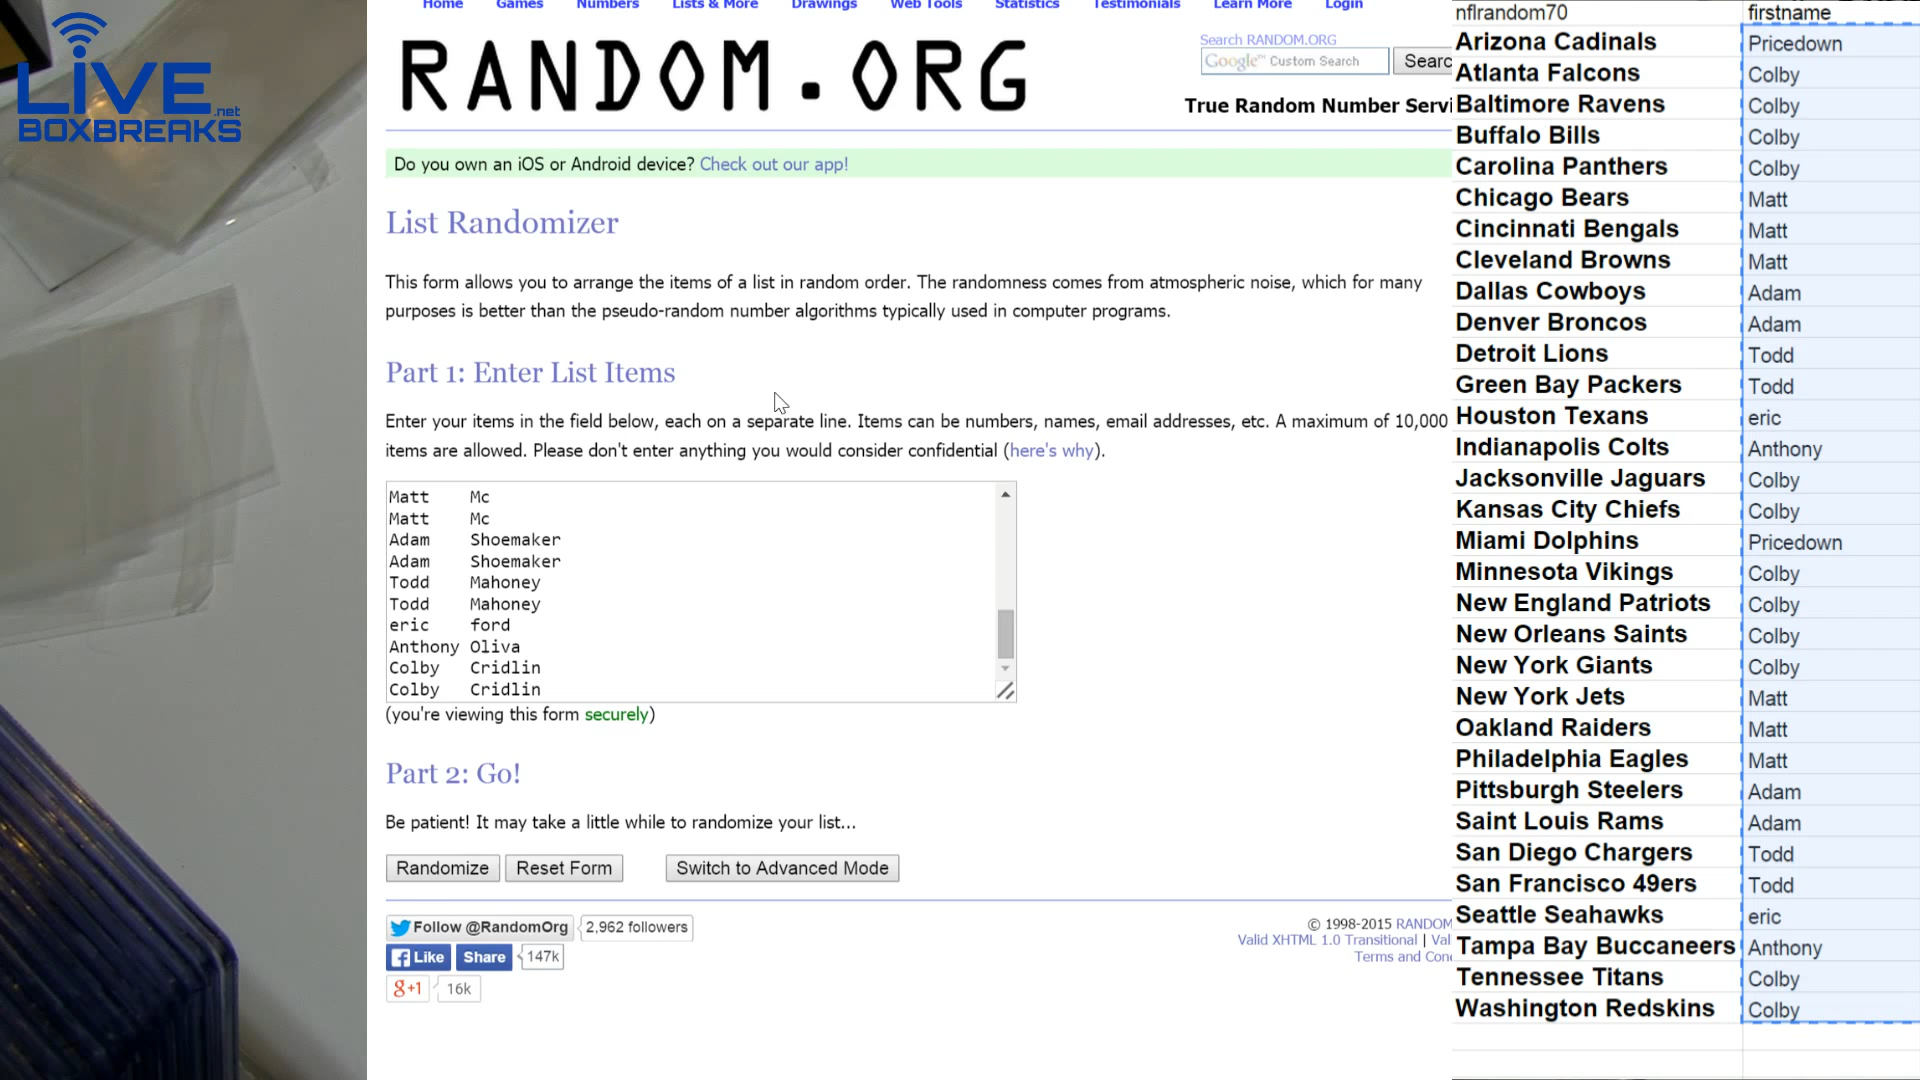 LiVE.net
BOXBREAKS
Home Games Numbers Lists & More Drawings Web Tools Statistics Testimonials Learn More Login
RANDOM.ORG
Search RANDOM.ORG
Google™ Custom Search
True Random Number
Do you own an iOS or Android device? Check out our app!
List Randomizer
This form allows you to arrange the items of a list in random order. The randomness comes from atmospheric noise, which for many
purposes is better than the pseudo-random number algorithms typically used in computer programs.
Part 1: Enter List Items
Enter your items in the field below, each on a separate line. Items can be numbers, names, email addresses, etc. A maximum of 10,000
items are allowed. Please don't enter anything you would consider confidential (here's why).
Matt Mc
Matt Mc
Adam Shoemaker
Adam Shoemaker
Todd Mahoney
Todd Mahoney
eric ford
Anthony Oliva
Colby Cridlin
Colby Cridlin
(you're viewing this form securely)
Part 2: Go!
Be patient! It may take a little while to randomize your list...
Randomize Reset Form Switch to Advanced Mode
Follow @RandomOrg 2,962 followers
Like Share 147k
g+1 16k
© 1998-2015 RANDOM
Valid XHTML 1.0 Transitional |
Terms and
nflrandom70 firstname
Arizona Cadinals Pricedown
Atlanta Falcons Colby
Baltimore Ravens Colby
Buffalo Bills Colby
Carolina Panthers Colby
Chicago Bears Matt
Cincinnati Bengals Matt
Cleveland Browns Matt
Dallas Cowboys Adam
Denver Broncos Adam
Detroit Lions Todd
Green Bay Packers Todd
Houston Texans eric
Indianapolis Colts Anthony
Jacksonville Jaguars Colby
Kansas City Chiefs Colby
Miami Dolphins Pricedown
Minnesota Vikings Colby
New England Patriots Colby
New Orleans Saints Colby
New York Giants Colby
New York Jets Matt
Oakland Raiders Matt
Philadelphia Eagles Matt
Pittsburgh Steelers Adam
Saint Louis Rams Adam
San Diego Chargers Todd
San Francisco 49ers Todd
Seattle Seahawks eric
Tampa Bay Buccaneers Anthony
Tennessee Titans Colby
Washington Redskins Colby